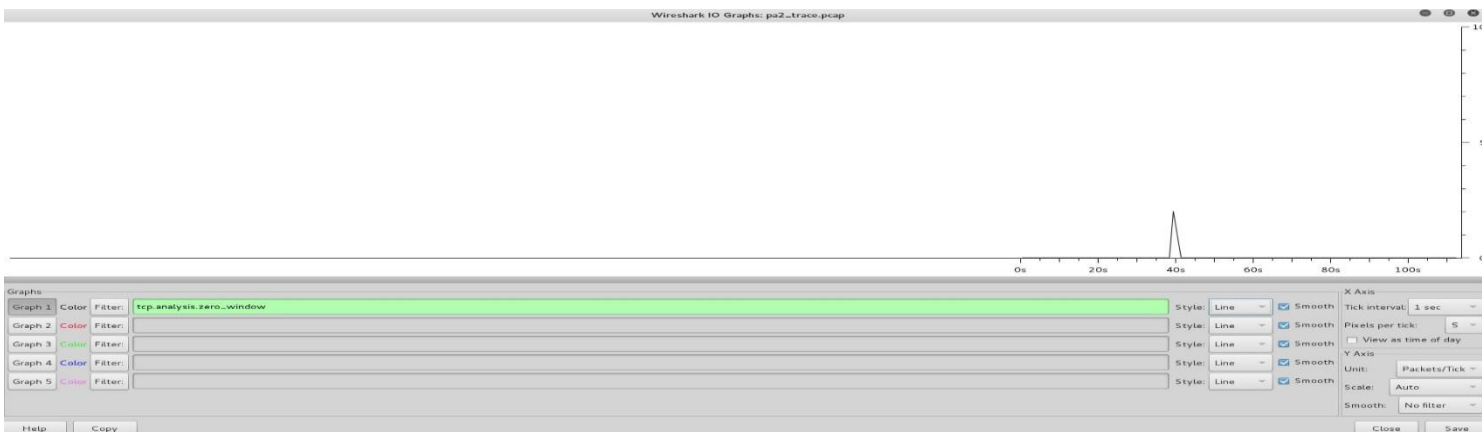 Wireshark IO Graphs: pa2_trace.pcap
10
5
0
0s 20s 40s 60s 80s 100s
Graphs
Graph 1 Color Filter: tcp.analysis.zero_window Style: Line Smooth
Graph 2 Color Filter: Style: Line Smooth
Graph 3 Color Filter: Style: Line Smooth
Graph 4 Color Filter: Style: Line Smooth
Graph 5 Color Filter: Style: Line Smooth
X Axis
Tick interval: 1 sec
Pixels per tick: 5
View as time of day
Y Axis
Unit: Packets/Tick
Scale: Auto
Smooth: No filter
Help Copy Close Save